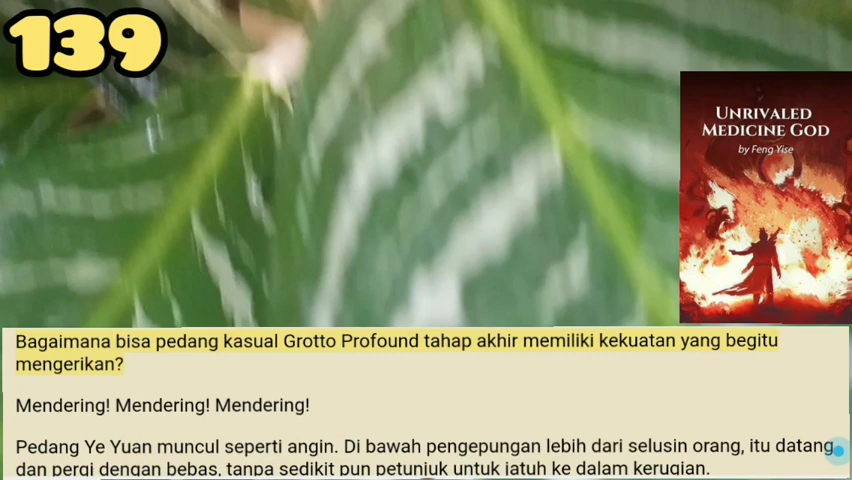 139
UNRIVALED
MEDICINE GOD
by Feng Yise
Bagaimana bisa pedang kasual Grotto Profound tahap akhir memiliki kekuatan yang begitu
mengerikan?
Mendering! Mendering! Mendering!
Pedang Ye Yuan muncul seperti angin. Di bawah pengepungan lebih dari selusin orang, itu datang
dan pergi dengan bebas, tanpa sedikit pun petunjuk untuk jatuh ke dalam kerugian.